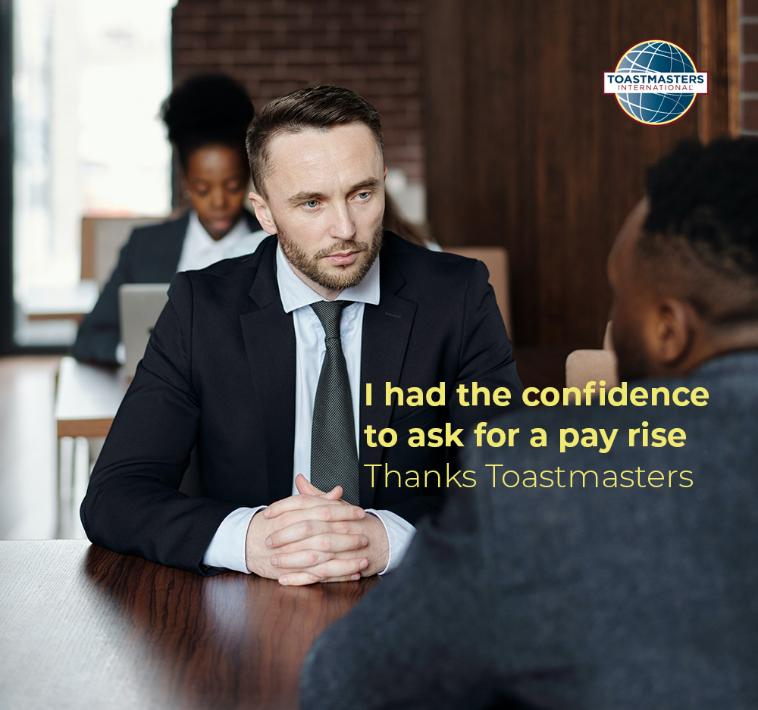 TOASTMASTERS
INTERNATIONAL
I had the confidence
to ask for a pay rise
Thanks Toastmasters